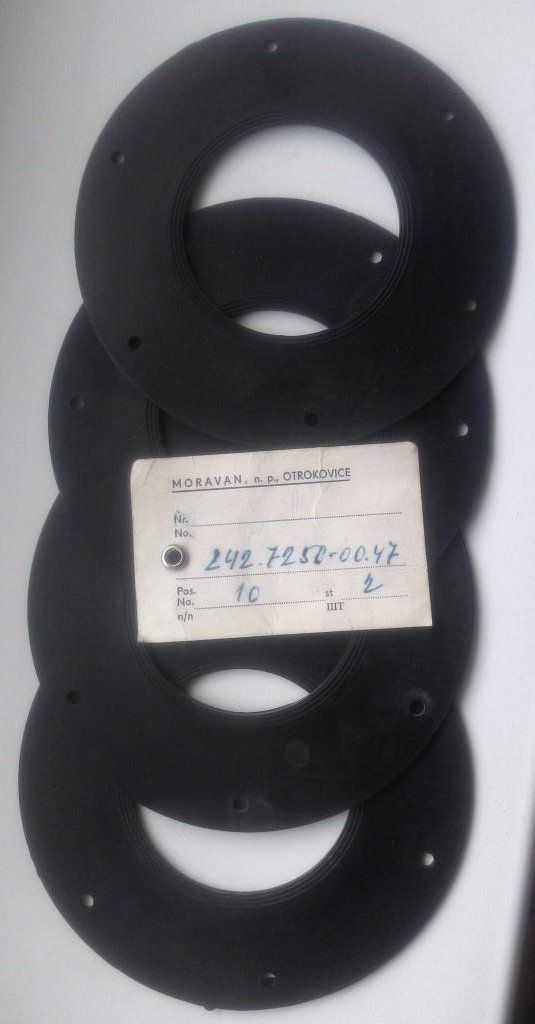 MORAVAN, n. p., OTROKOVICE
Nr.
No.
242.7250-00.47
Pos. 10 st 2
No. ШТ
n/n